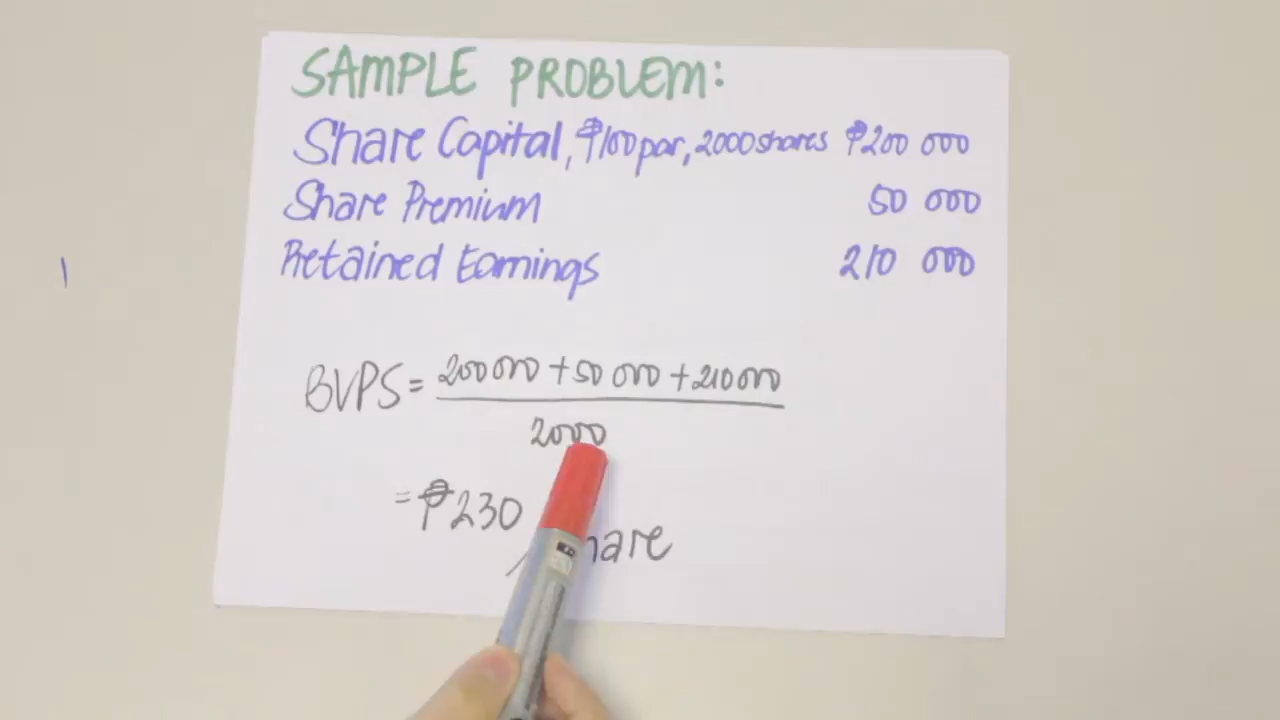 SAMPLE PROBLEM:
Share Capital, ₱100 par, 2000 shares ₱200 000
Share Premium 50 000
Retained Earnings 210 000
BVPS = 200 000 + 50 000 + 210 000
2000
= ₱230
/